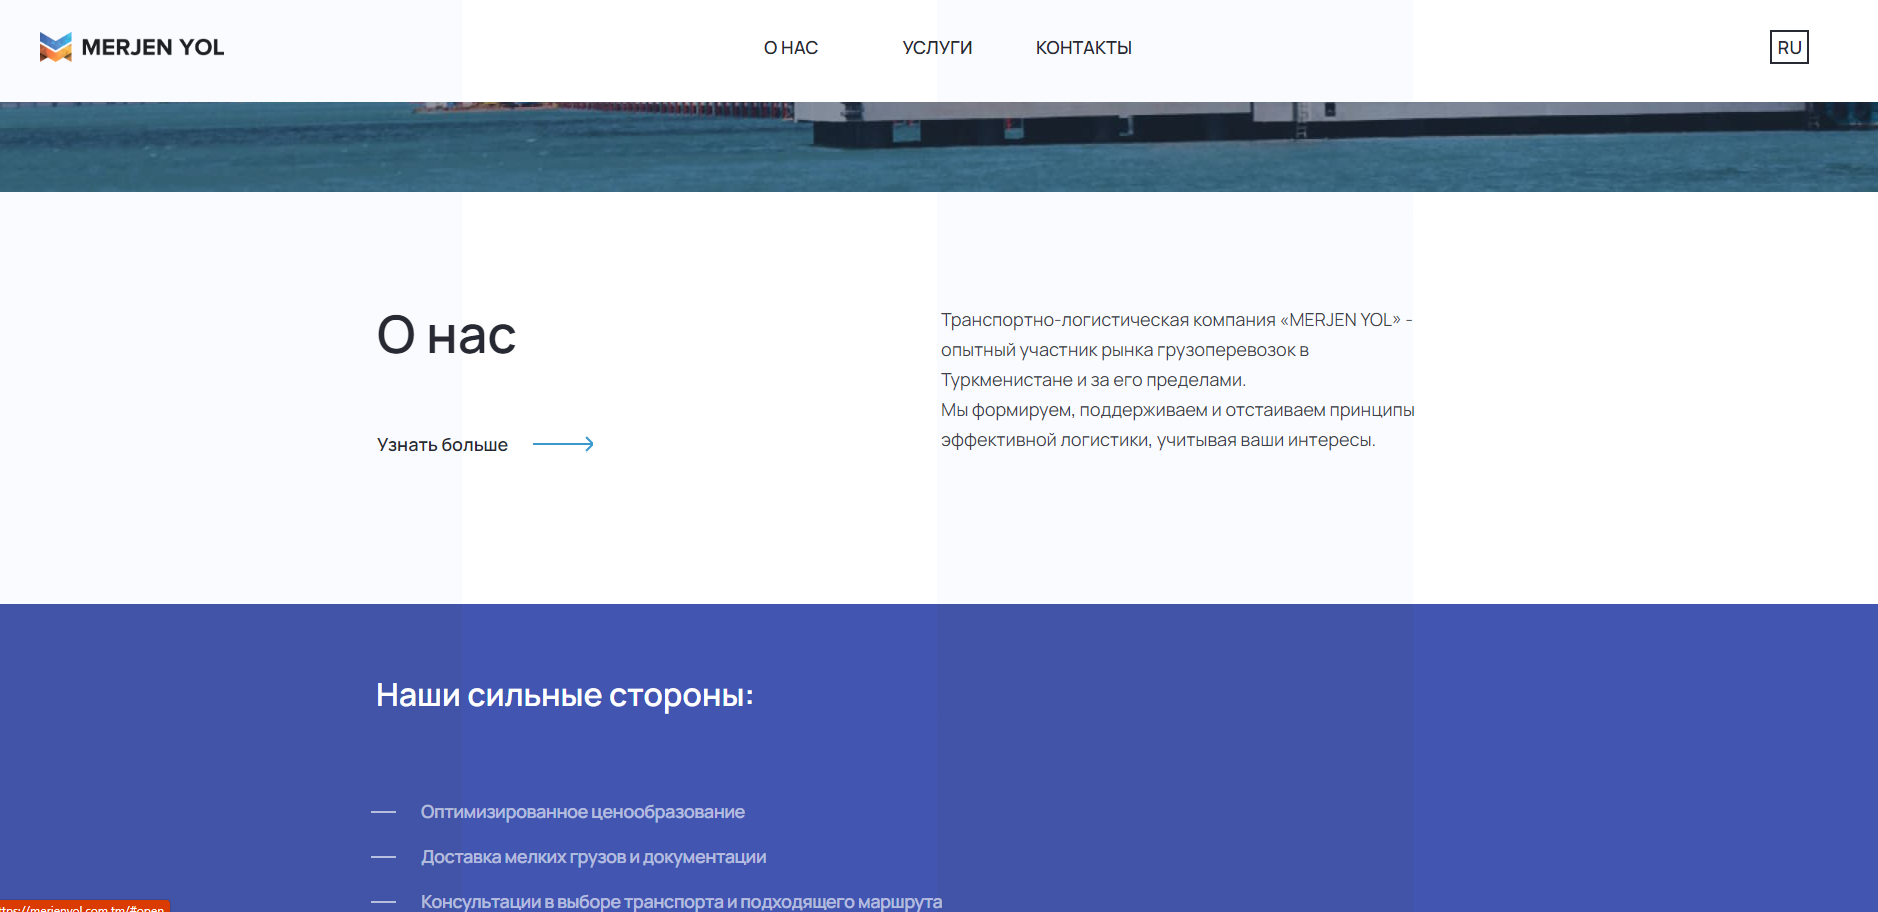 MERJEN YOL
О НАС
УСЛУГИ
КОНТАКТЫ
RU
О нас
Узнать больше
Транспортно-логистическая компания «MERJEN YOL» -
опытный участник рынка грузоперевозок в
Туркменистане и за его пределами.
Мы формируем, поддерживаем и отстаиваем принципы
эффективной логистики, учитывая ваши интересы.
Наши сильные стороны:
Оптимизированное ценообразование
Доставка мелких грузов и документации
Консультации в выборе транспорта и подходящего маршрута
ttps://merjenyol.com.tm/#open